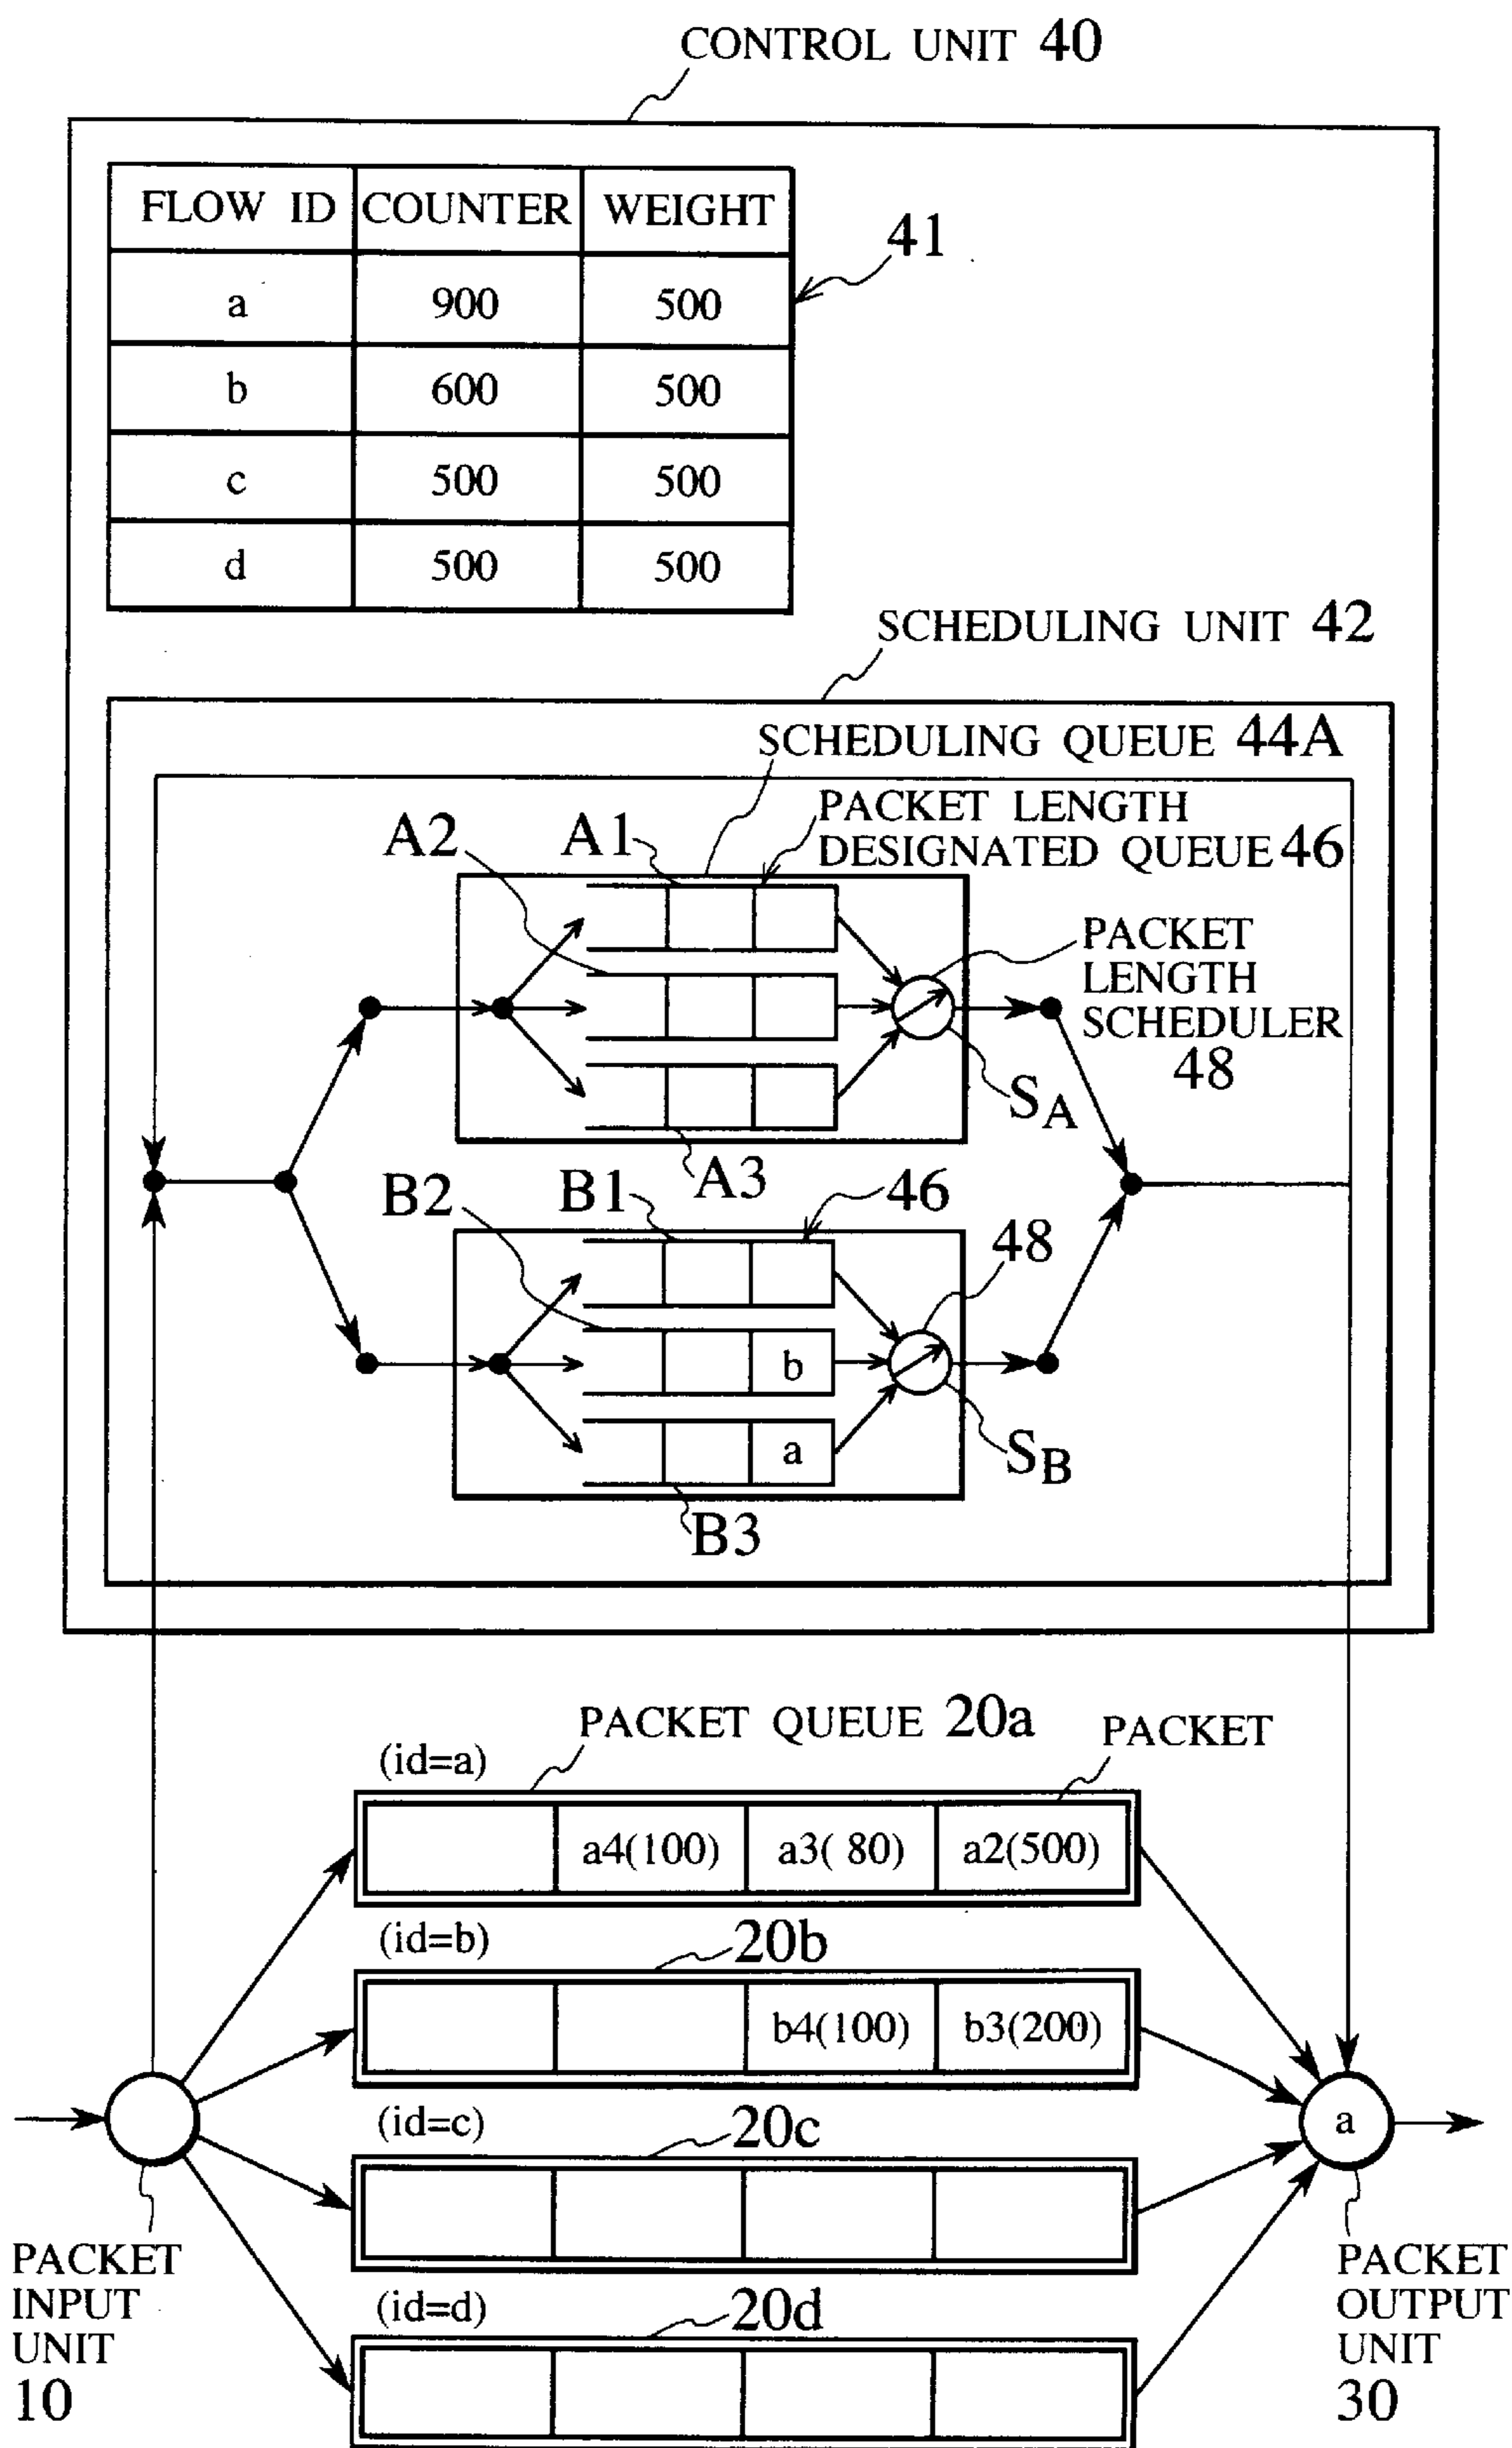 CONTROL UNIT 40
FLOW ID COUNTER WEIGHT
41
a 900 500
b 600 500
c 500 500
d 500 500
SCHEDULING UNIT 42
SCHEDULING QUEUE 44A
PACKET LENGTH
DESIGNATED QUEUE 46
A2 A1
PACKET
LENGTH
SCHEDULER
48
SA
A3
B2 B1 46
48
b
a
SB
B3
PACKET QUEUE 20a PACKET
(id=a)
a4(100) a3( 80) a2(500)
(id=b) 20b
b4(100) b3(200)
(id=c) 20c
a
(id=d) 20d
PACKET
INPUT
UNIT
10
PACKET
OUTPUT
UNIT
30